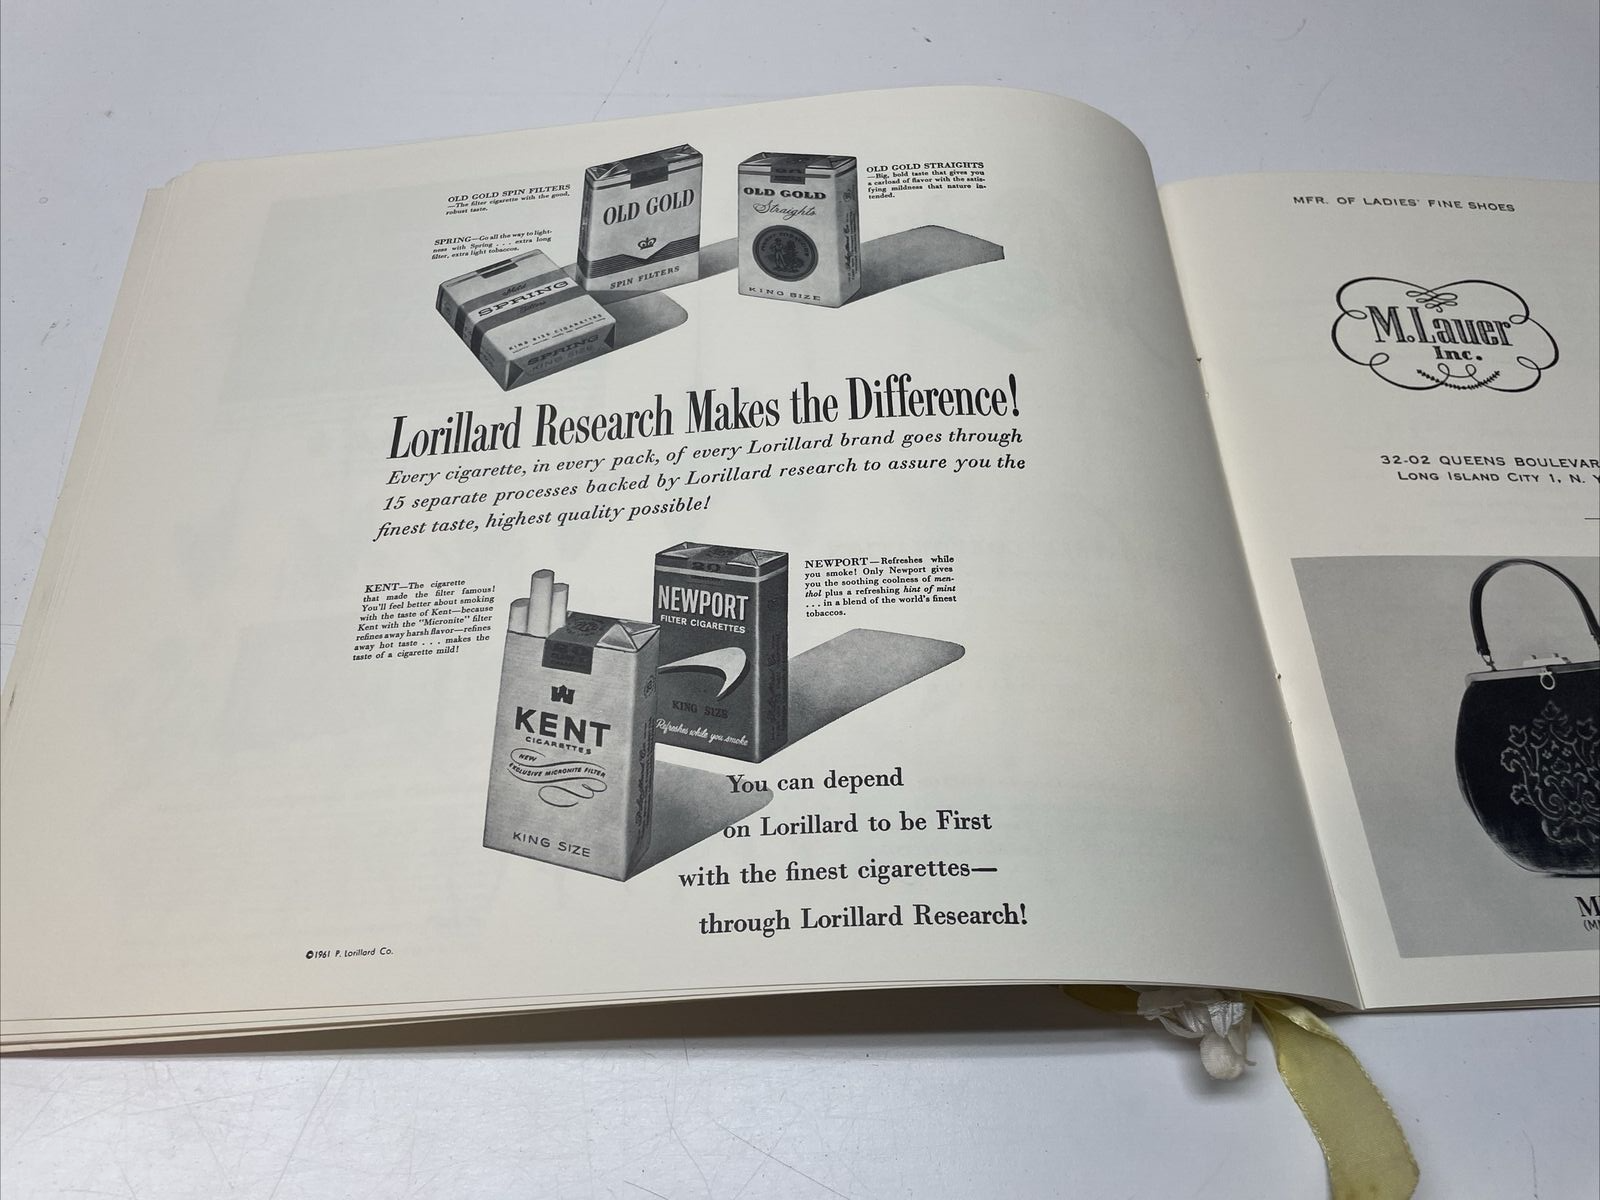 OLD GOLD SPIN FILTERS
—The filter cigarette with the good,
robust taste.
SPRING—Go all the way to light-
ness with Spring . . . extra long
filter, extra light tobaccos.
OLD GOLD
SPIN FILTERS
OLD GOLD
Straights
KING SIZE
OLD GOLD STRAIGHTS
—Big, bold taste that gives you
a carload of flavor with the satis-
fying mildness that nature in-
tended.
SPRING
KING SIZE CIGARETTES
SPRING
KING SIZE
Lorillard Research Makes the Difference!
Every cigarette, in every pack, of every Lorillard brand goes through
15 separate processes backed by Lorillard research to assure you the
finest taste, highest quality possible!
KENT—The cigarette
that made the filter famous!
You'll feel better about smoking
with the taste of Kent—because
Kent with the "Micronite" filter
refines away harsh flavor—refines
away hot taste . . . makes the
taste of a cigarette mild!
20
NEWPORT
FILTER CIGARETTES
KING SIZE
Refreshes while you smoke
NEWPORT—Refreshes while
you smoke! Only Newport gives
you the soothing coolness of men-
thol plus a refreshing hint of mint
. . . in a blend of the world's finest
tobaccos.
KENT
CIGARETTES
NEW
EXCLUSIVE MICRONITE FILTER
KING SIZE
You can depend
on Lorillard to be First
with the finest cigarettes—
through Lorillard Research!
©1961 P. Lorillard Co.
MFR. OF LADIES' FINE SHOES
M. Lauer
Inc.
32-02 QUEENS BOULEVAR
LONG ISLAND CITY 1, N. Y
M